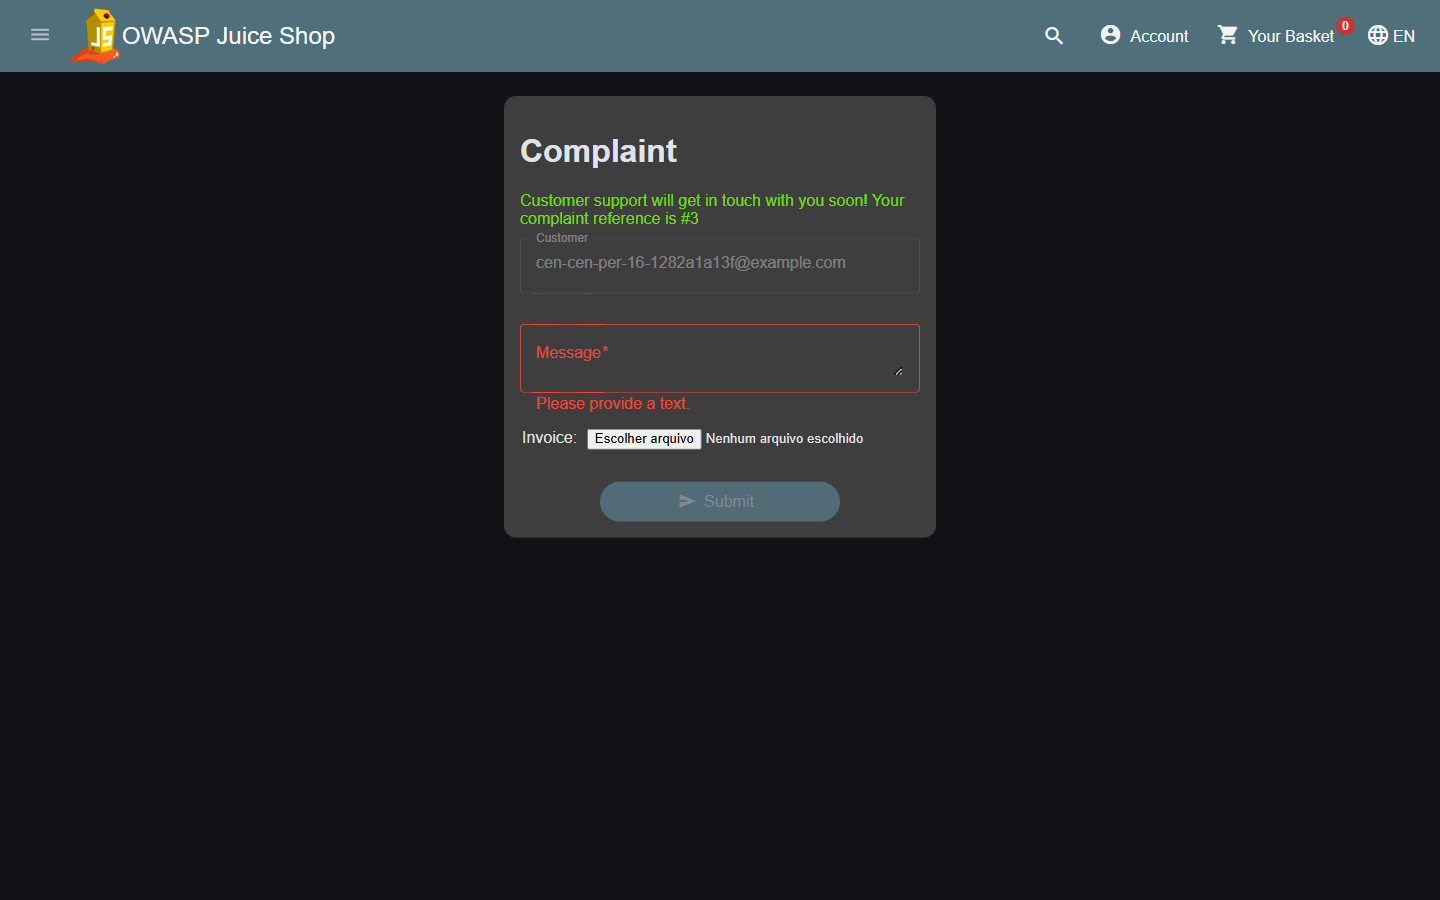 OWASP Juice Shop
Account
Your Basket
0
EN
Complaint
Customer support will get in touch with you soon! Your
complaint reference is #3
Customer
cen-cen-per-16-1282a1a13f@example.com
Message*
Please provide a text.
Invoice: Escolher arquivo Nenhum arquivo escolhido
Submit